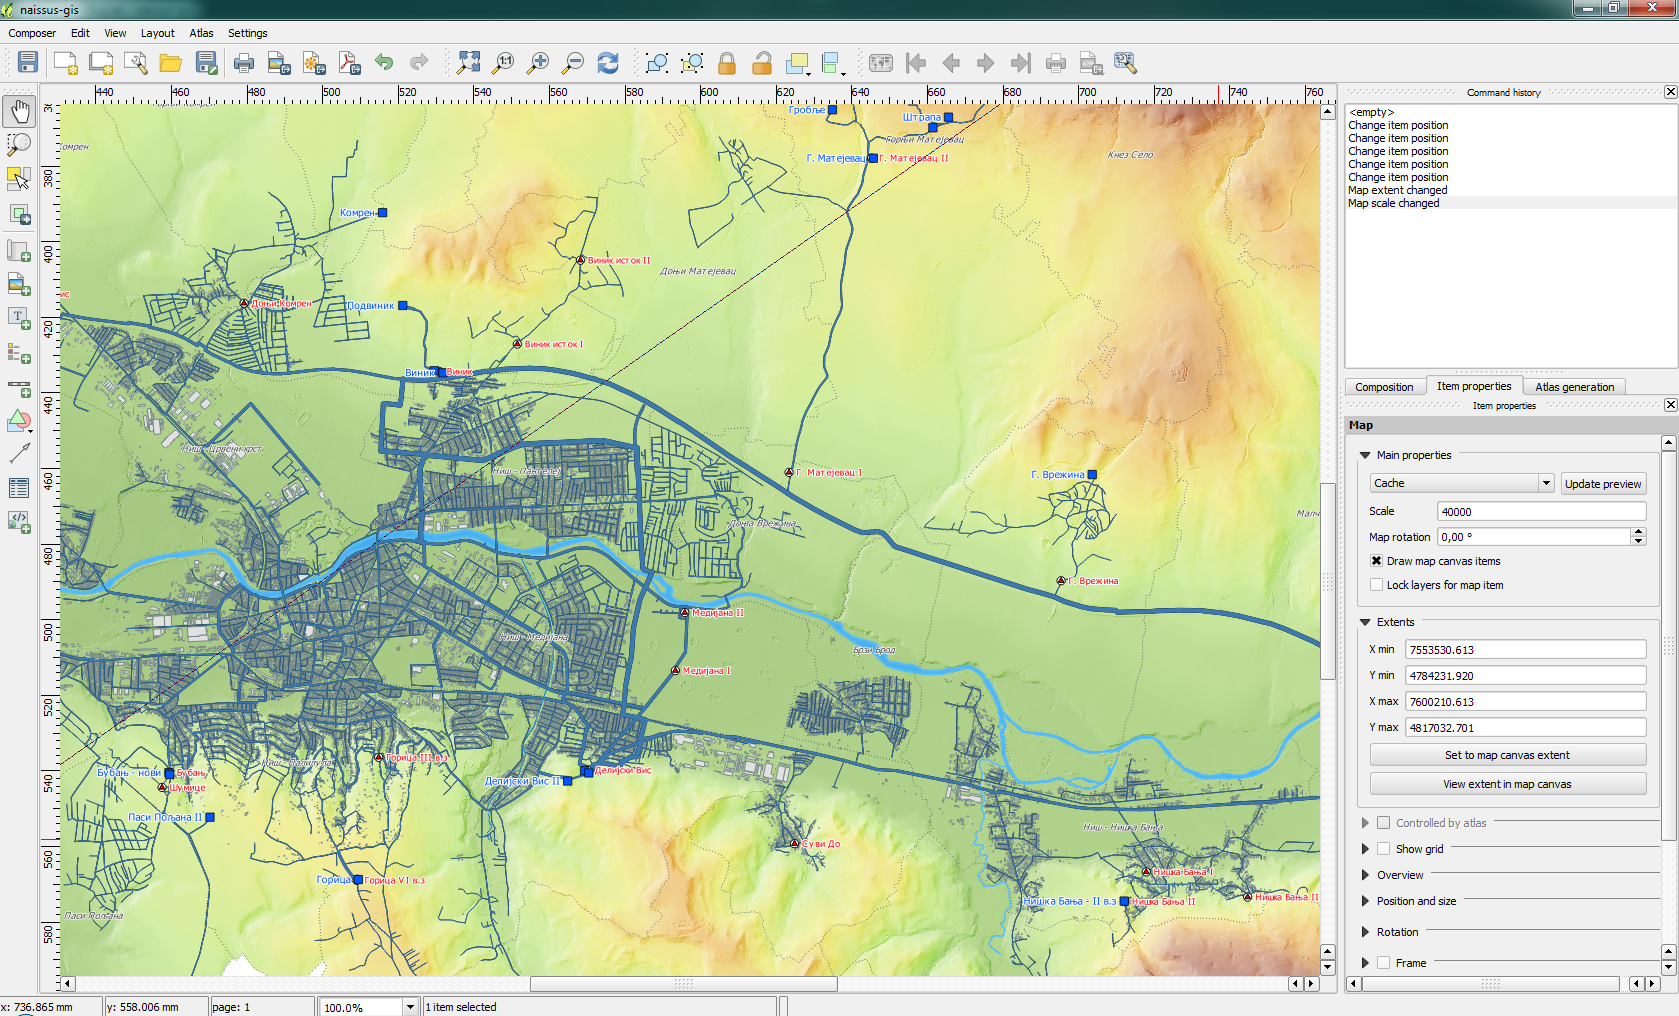 naissus-gis
Composer Edit View Layout Atlas Settings
440 460 480 500 520 540 560 580 600 620 640 660 680 700 720 740 760
380
400
420
440
460
480
500
520
540
560
580
Гробље
Штрапа
Горњи Матејевац
Г. Матејевац
Г. Матејевац II
Кнез Село
Комрен
Виник исток II
Доњи Матејевац
Доњи Комрен
Подвиник
Виник исток I
Виник
Виник
Ниш - Црвени крст
Ниш - Пантелеј
Г. Матејевац I
Г. Врежина
Доња Врежина
Г. Врежина
Медијана II
Ниш - Медијана
Брзи Брод
Медијана I
Горица III в.з
Ниш - Палилула
Бубањ - нови
Бубањ
Шумице
Делијски Вис
Делијски Вис II
Паси Пољана II
Ниш - Нишка Бања
Суви До
Горица
Горица VI в.з
Нишка Бања I
Нишка Бања - II в.з
Нишка Бања II
Нишка Бања II
Паси Пољана
Command history
<empty>
Change item position
Change item position
Change item position
Change item position
Change item position
Map extent changed
Map scale changed
Composition Item properties Atlas generation
Item properties
Map
Main properties
Cache Update preview
Scale 40000
Map rotation 0,00 °
Draw map canvas items
Lock layers for map item
Extents
X min 7553530.613
Y min 4784231.920
X max 7600210.613
Y max 4817032.701
Set to map canvas extent
View extent in map canvas
Controlled by atlas
Show grid
Overview
Position and size
Rotation
Frame
x: 736.865 mm y: 558.006 mm page: 1 100.0% 1 item selected